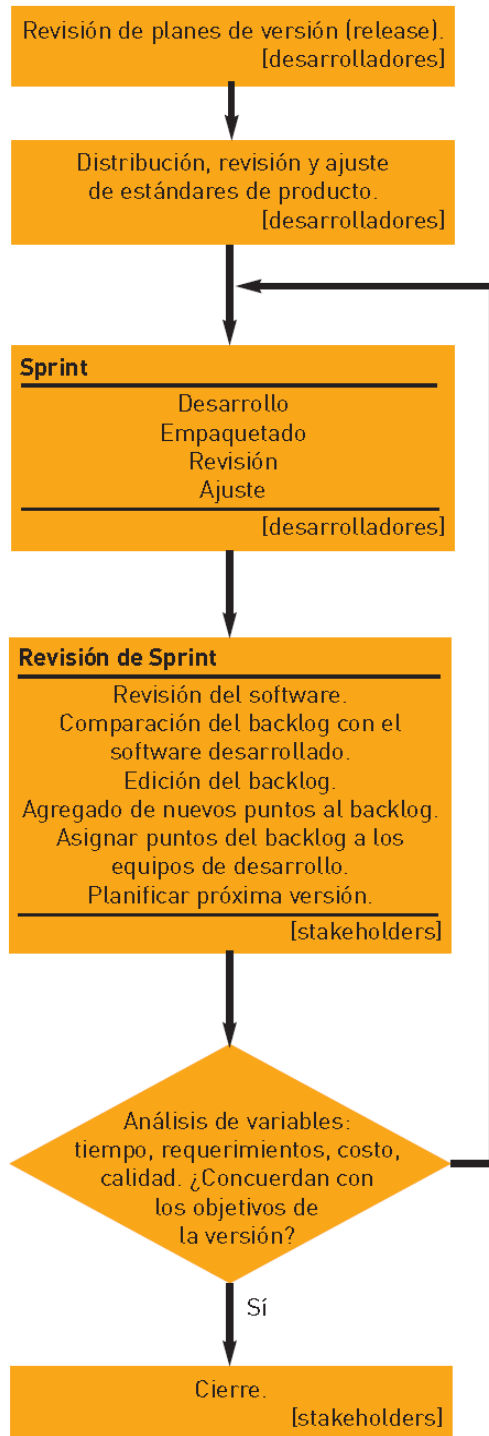 Revisión de planes de versión (release).
[desarrolladores]
Distribución, revisión y ajuste
de estándares de producto.
[desarrolladores]
Sprint
Desarrollo
Empaquetado
Revisión
Ajuste
[desarrolladores]
Revisión de Sprint
Revisión del software.
Comparación del backlog con el
software desarrollado.
Edición del backlog.
Agregado de nuevos puntos al backlog.
Asignar puntos del backlog a los
equipos de desarrollo.
Planificar próxima versión.
[stakeholders]
Análisis de variables:
tiempo, requerimientos, costo,
calidad. ¿Concuerdan con
los objetivos de
la versión?
Sí
Cierre.
[stakeholders]